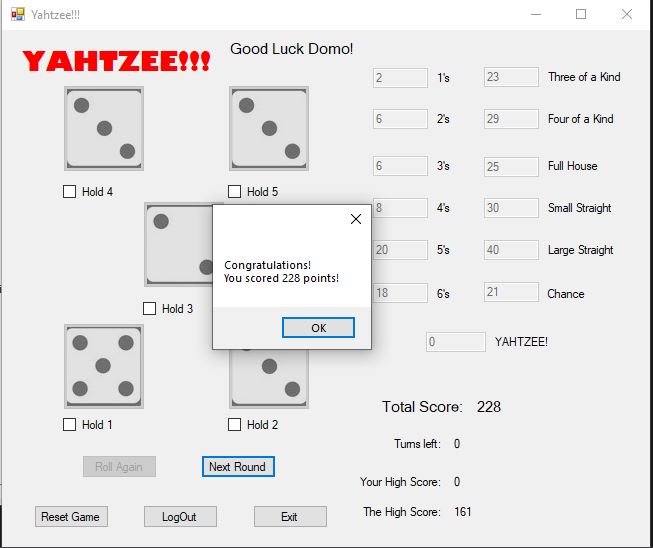 Yahtzee!!!
YAHTZEE!!!
Good Luck Domo!
2 1's 23 Three of a Kind
6 2's 29 Four of a Kind
Hold 4 Hold 5
6 3's 25 Full House
8 4's 30 Small Straight
20 5's 40 Large Straight
18 6's 21 Chance
Congratulations!
You scored 228 points!
OK
Hold 3
0 YAHTZEE!
Hold 1 Hold 2
Total Score: 228
Turns left: 0
Roll Again Next Round
Your High Score: 0
Reset Game LogOut Exit
The High Score: 161